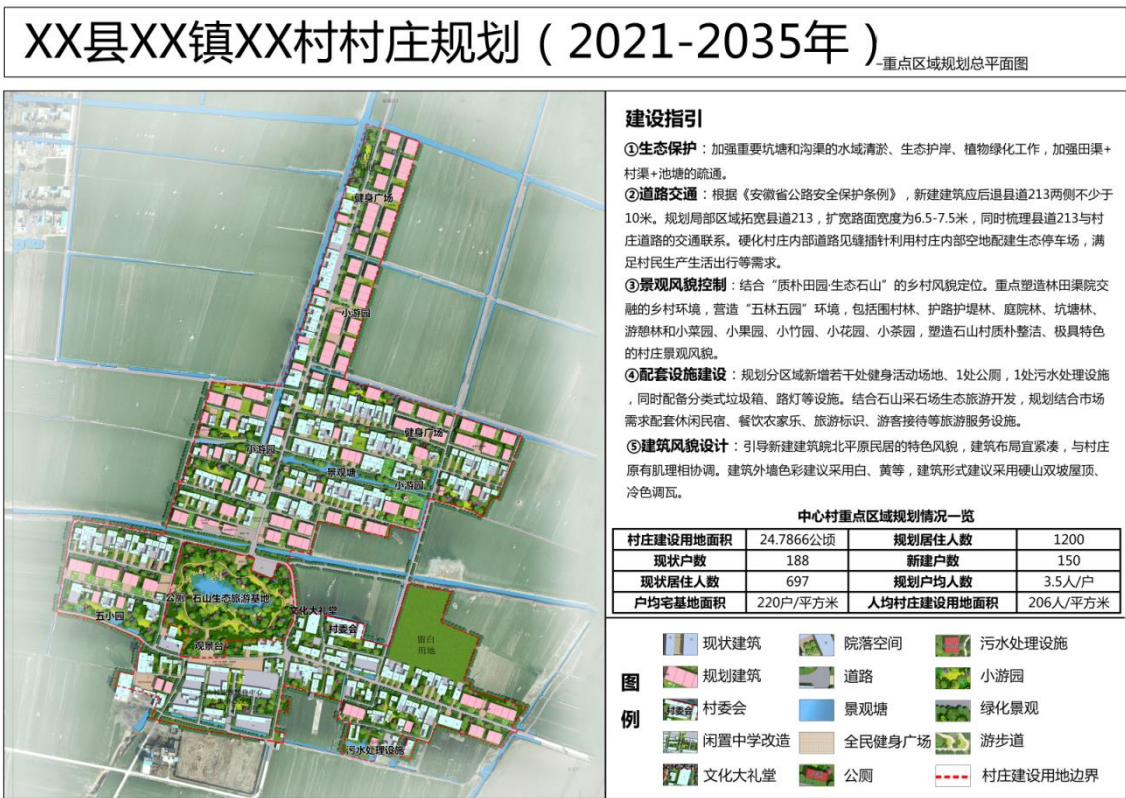 XX县XX镇XX村村庄规划（2021-2035年）
-重点区域规划总平面图
健身广场
小游园
健身广场
小游园
景观塘
小游园
公厕
石山生态旅游基地
五小园
文化大礼堂
村委会
观景台
留白
用地
污水处理设施
建设指引
①生态保护：加强重要坑塘和沟渠的水域清淤、生态护岸、植物绿化工作，加强田渠+
村渠+池塘的疏通。
②道路交通：根据《安徽省公路安全保护条例》，新建建筑应后退县道213两侧不少于
10米。规划局部区域拓宽县道213，扩宽路面宽度为6.5-7.5米，同时梳理县道213与村
庄道路的交通联系。硬化村庄内部道路见缝插针利用村庄内部空地配建生态停车场，满
足村民生产生活出行等需求。
③景观风貌控制：结合“质朴田园·生态石山”的乡村风貌定位。重点塑造林田渠院交
融的乡村环境，营造“五林五园”环境，包括围村林、护路护堤林、庭院林、坑塘林、
游憩林和小菜园、小果园、小竹园、小花园、小茶园，塑造石山村质朴整洁、极具特色
的村庄景观风貌。
④配套设施建设：规划分区域新增若干处健身活动场地、1处公厕，1处污水处理设施
，同时配备分类式垃圾箱、路灯等设施。结合石山采石场生态旅游开发，规划结合市场
需求配套休闲民宿、餐饮农家乐、旅游标识、游客接待等旅游服务设施。
⑤建筑风貌设计：引导新建建筑皖北平原民居的特色风貌，建筑布局宜紧凑，与村庄
原有肌理相协调。建筑外墙色彩建议采用白、黄等，建筑形式建议采用硬山双坡屋顶、
冷色调瓦。
中心村重点区域规划情况一览
村庄建设用地面积 24.7866公顷 规划居住人数 1200
现状户数 188 新建户数 150
现状居住人数 697 规划户均人数 3.5人/户
户均宅基地面积 220户/平方米 人均村庄建设用地面积 206人/平方米
图例
现状建筑 院落空间 污水处理设施
规划建筑 道路 小游园
村委会 村委会 景观塘 绿化景观
闲置中学改造 全民健身广场 游步道
文化大礼堂 公厕 村庄建设用地边界